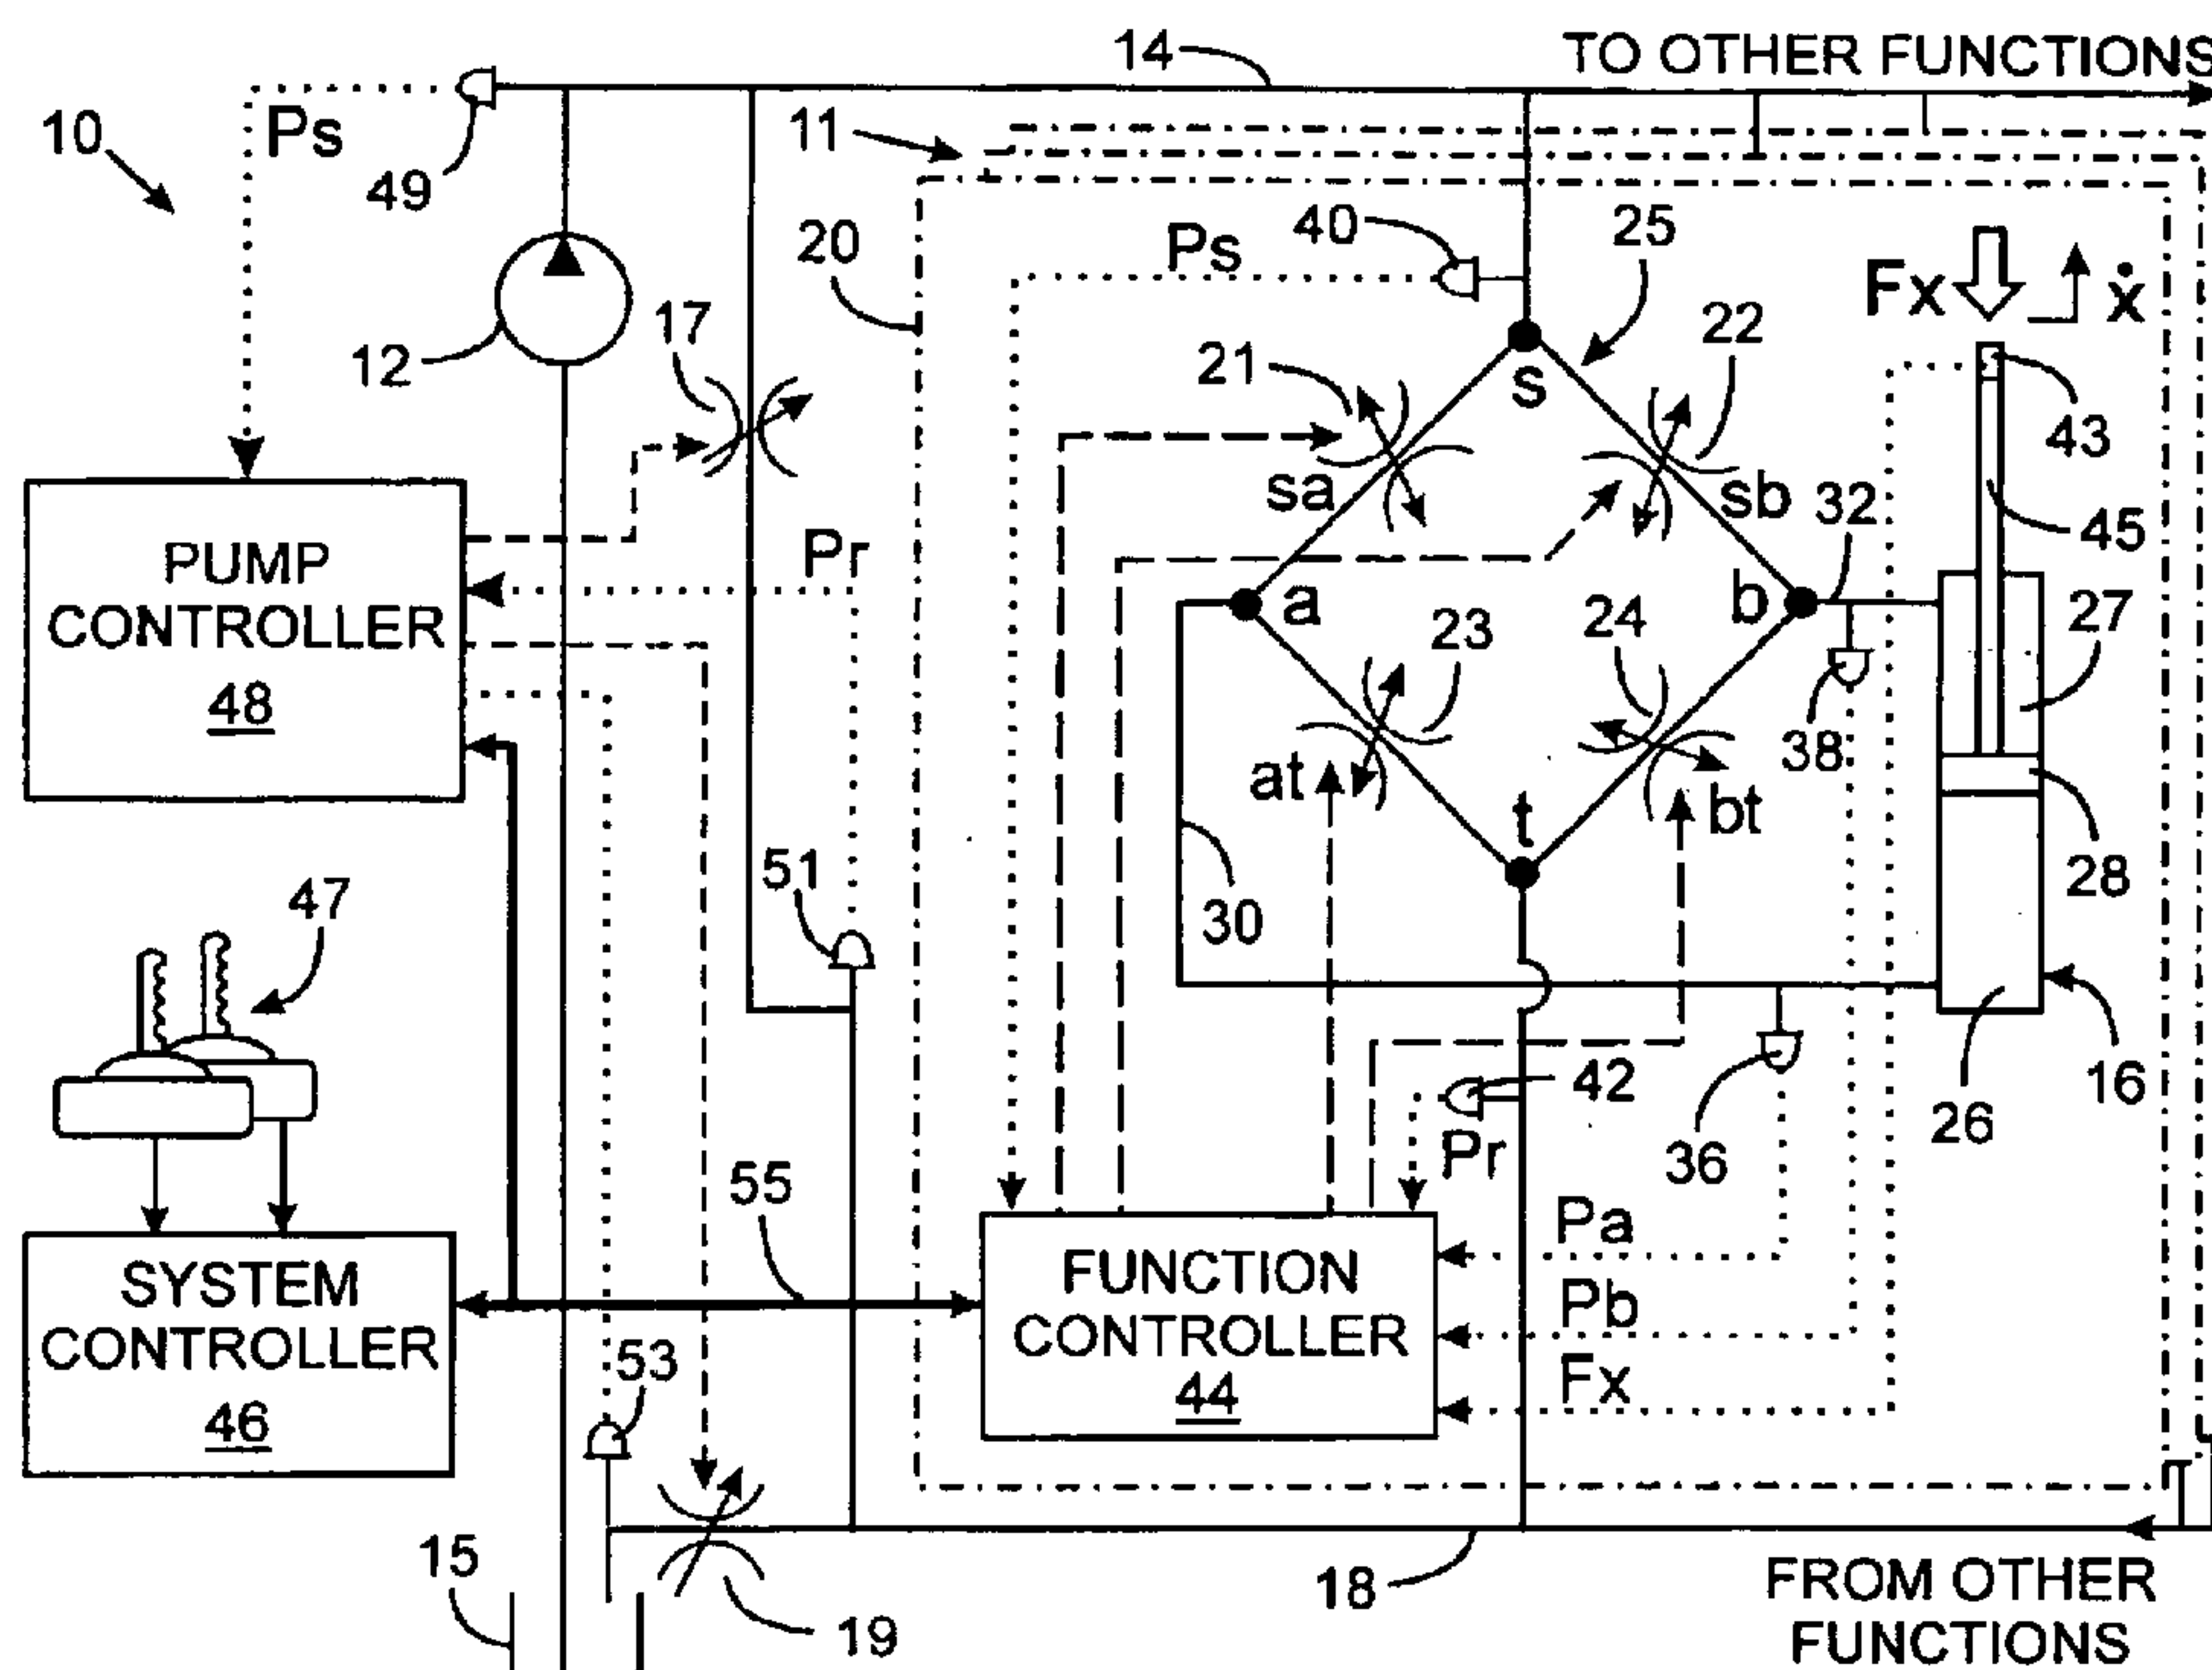 14
TO OTHER FUNCTIONS
10
Ps
49
11
20
Ps
40
25
Fx
ẋ
12
17
21
22
s
43
sa
sb
32
45
PUMP
CONTROLLER
48
Pr
a
b
27
23
24
38
at
bt
t
28
47
51
30
42
16
26
36
Pr
55
Pa
SYSTEM
CONTROLLER
46
FUNCTION
CONTROLLER
44
Pb
Fx
53
15
19
18
FROM OTHER
FUNCTIONS